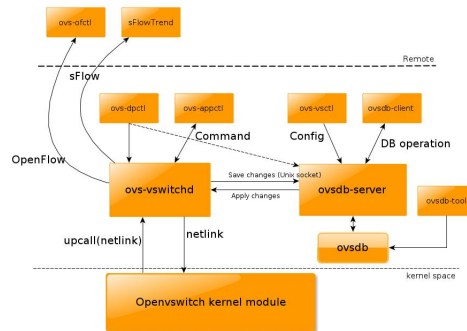 ovs-ofctl
sFlowTrend
Remote
sFlow
ovs-dpctl
ovs-appctl
ovs-vsctl
ovsdb-client
Command
Config
DB operation
OpenFlow
ovs-vswitchd
Save changes (Unix socket)
Apply changes
ovsdb-server
ovsdb-tool
upcall(netlink)
netlink
ovsdb
kernel space
Openvswitch kernel module